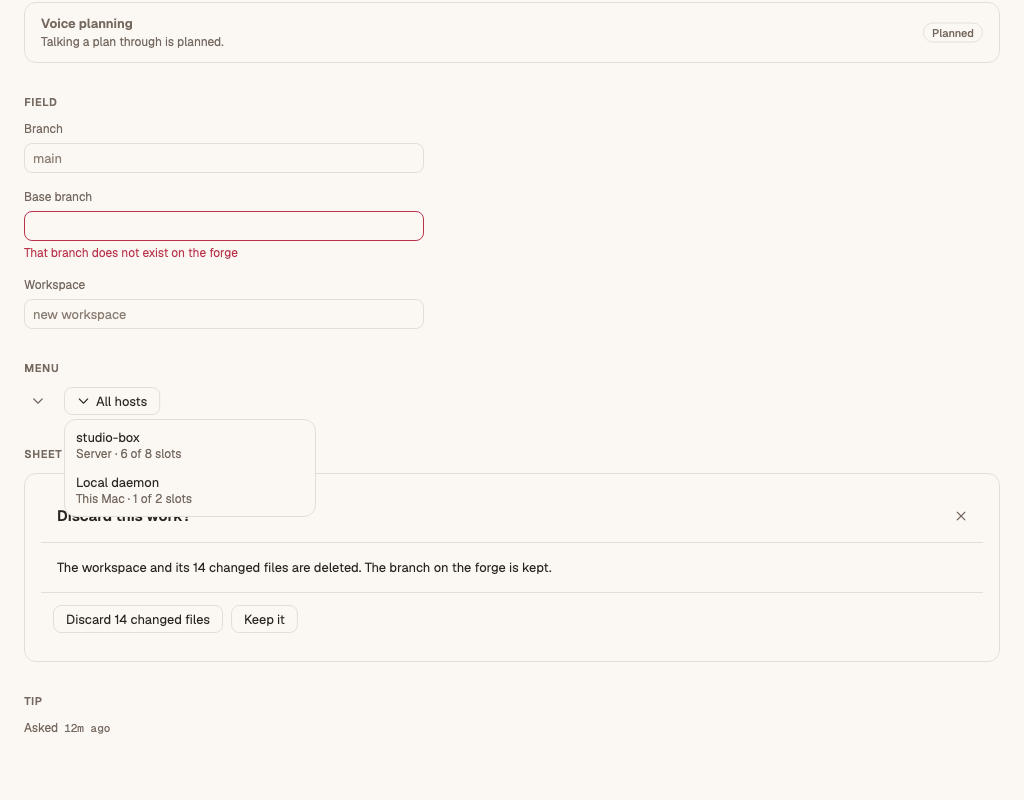 Voice planning
Talking a plan through is planned.
Planned
FIELD
Branch
main
Base branch
That branch does not exist on the forge
Workspace
new workspace
MENU
All hosts
studio-box
Server · 6 of 8 slots
Local daemon
This Mac · 1 of 2 slots
SHEET
Discard this work?
The workspace and its 14 changed files are deleted. The branch on the forge is kept.
Discard 14 changed files
Keep it
TIP
Asked 12m ago